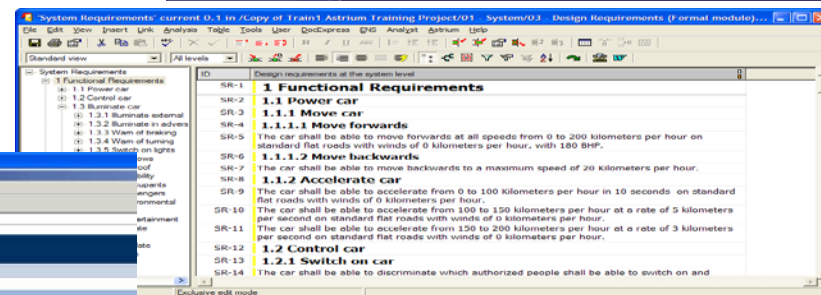 'System Requirements' current 0.1 in /Copy of Train1 Astrium Training Project/01 - System/03 - Design Requirements (Formal module)...
File Edit View Insert Link Analysis Table Tools User DocExpress ENG Analyst Astrium Help
Standard view All levels
System Requirements
1 Functional Requirements
1.1 Power car
1.2 Control car
1.3 Illuminate car
1.3.1 Illuminate external
1.3.2 Illuminate in advers
1.3.3 Warn of braking
1.3.4 Warn of turning
1.3.5 Switch on lights
ID Design requirements at the system level
SR-1 1 Functional Requirements
SR-2 1.1 Power car
SR-3 1.1.1 Move car
SR-4 1.1.1.1 Move forwards
SR-5 The car shall be able to move forwards at all speeds from 0 to 200 kilometers per hour on
standard flat roads with winds of 0 kilometers per hour, with 180 BHP.
SR-6 1.1.1.2 Move backwards
SR-7 The car shall be able to move backwards to a maximum speed of 20 Kilometers per hour.
SR-8 1.1.2 Accelerate car
SR-9 The car shall be able to accelerate from 0 to 100 Kilometers per hour in 10 seconds on standard
flat roads with winds of 0 kilometers per hour.
SR-10 The car shall be able to accelerate from 100 to 150 kilometers per hour at a rate of 5 kilometers
per second on standard flat roads with winds of 0 kilometers per hour.
SR-11 The car shall be able to accelerate from 150 to 200 kilometers per hour at a rate of 3 kilometers
per second on standard flat roads with winds of 0 kilometers per hour.
SR-12 1.2 Control car
SR-13 1.2.1 Switch on car
SR-14 The car shall be able to discriminate which authorized people shall be able to switch on and
Exclusive edit mode